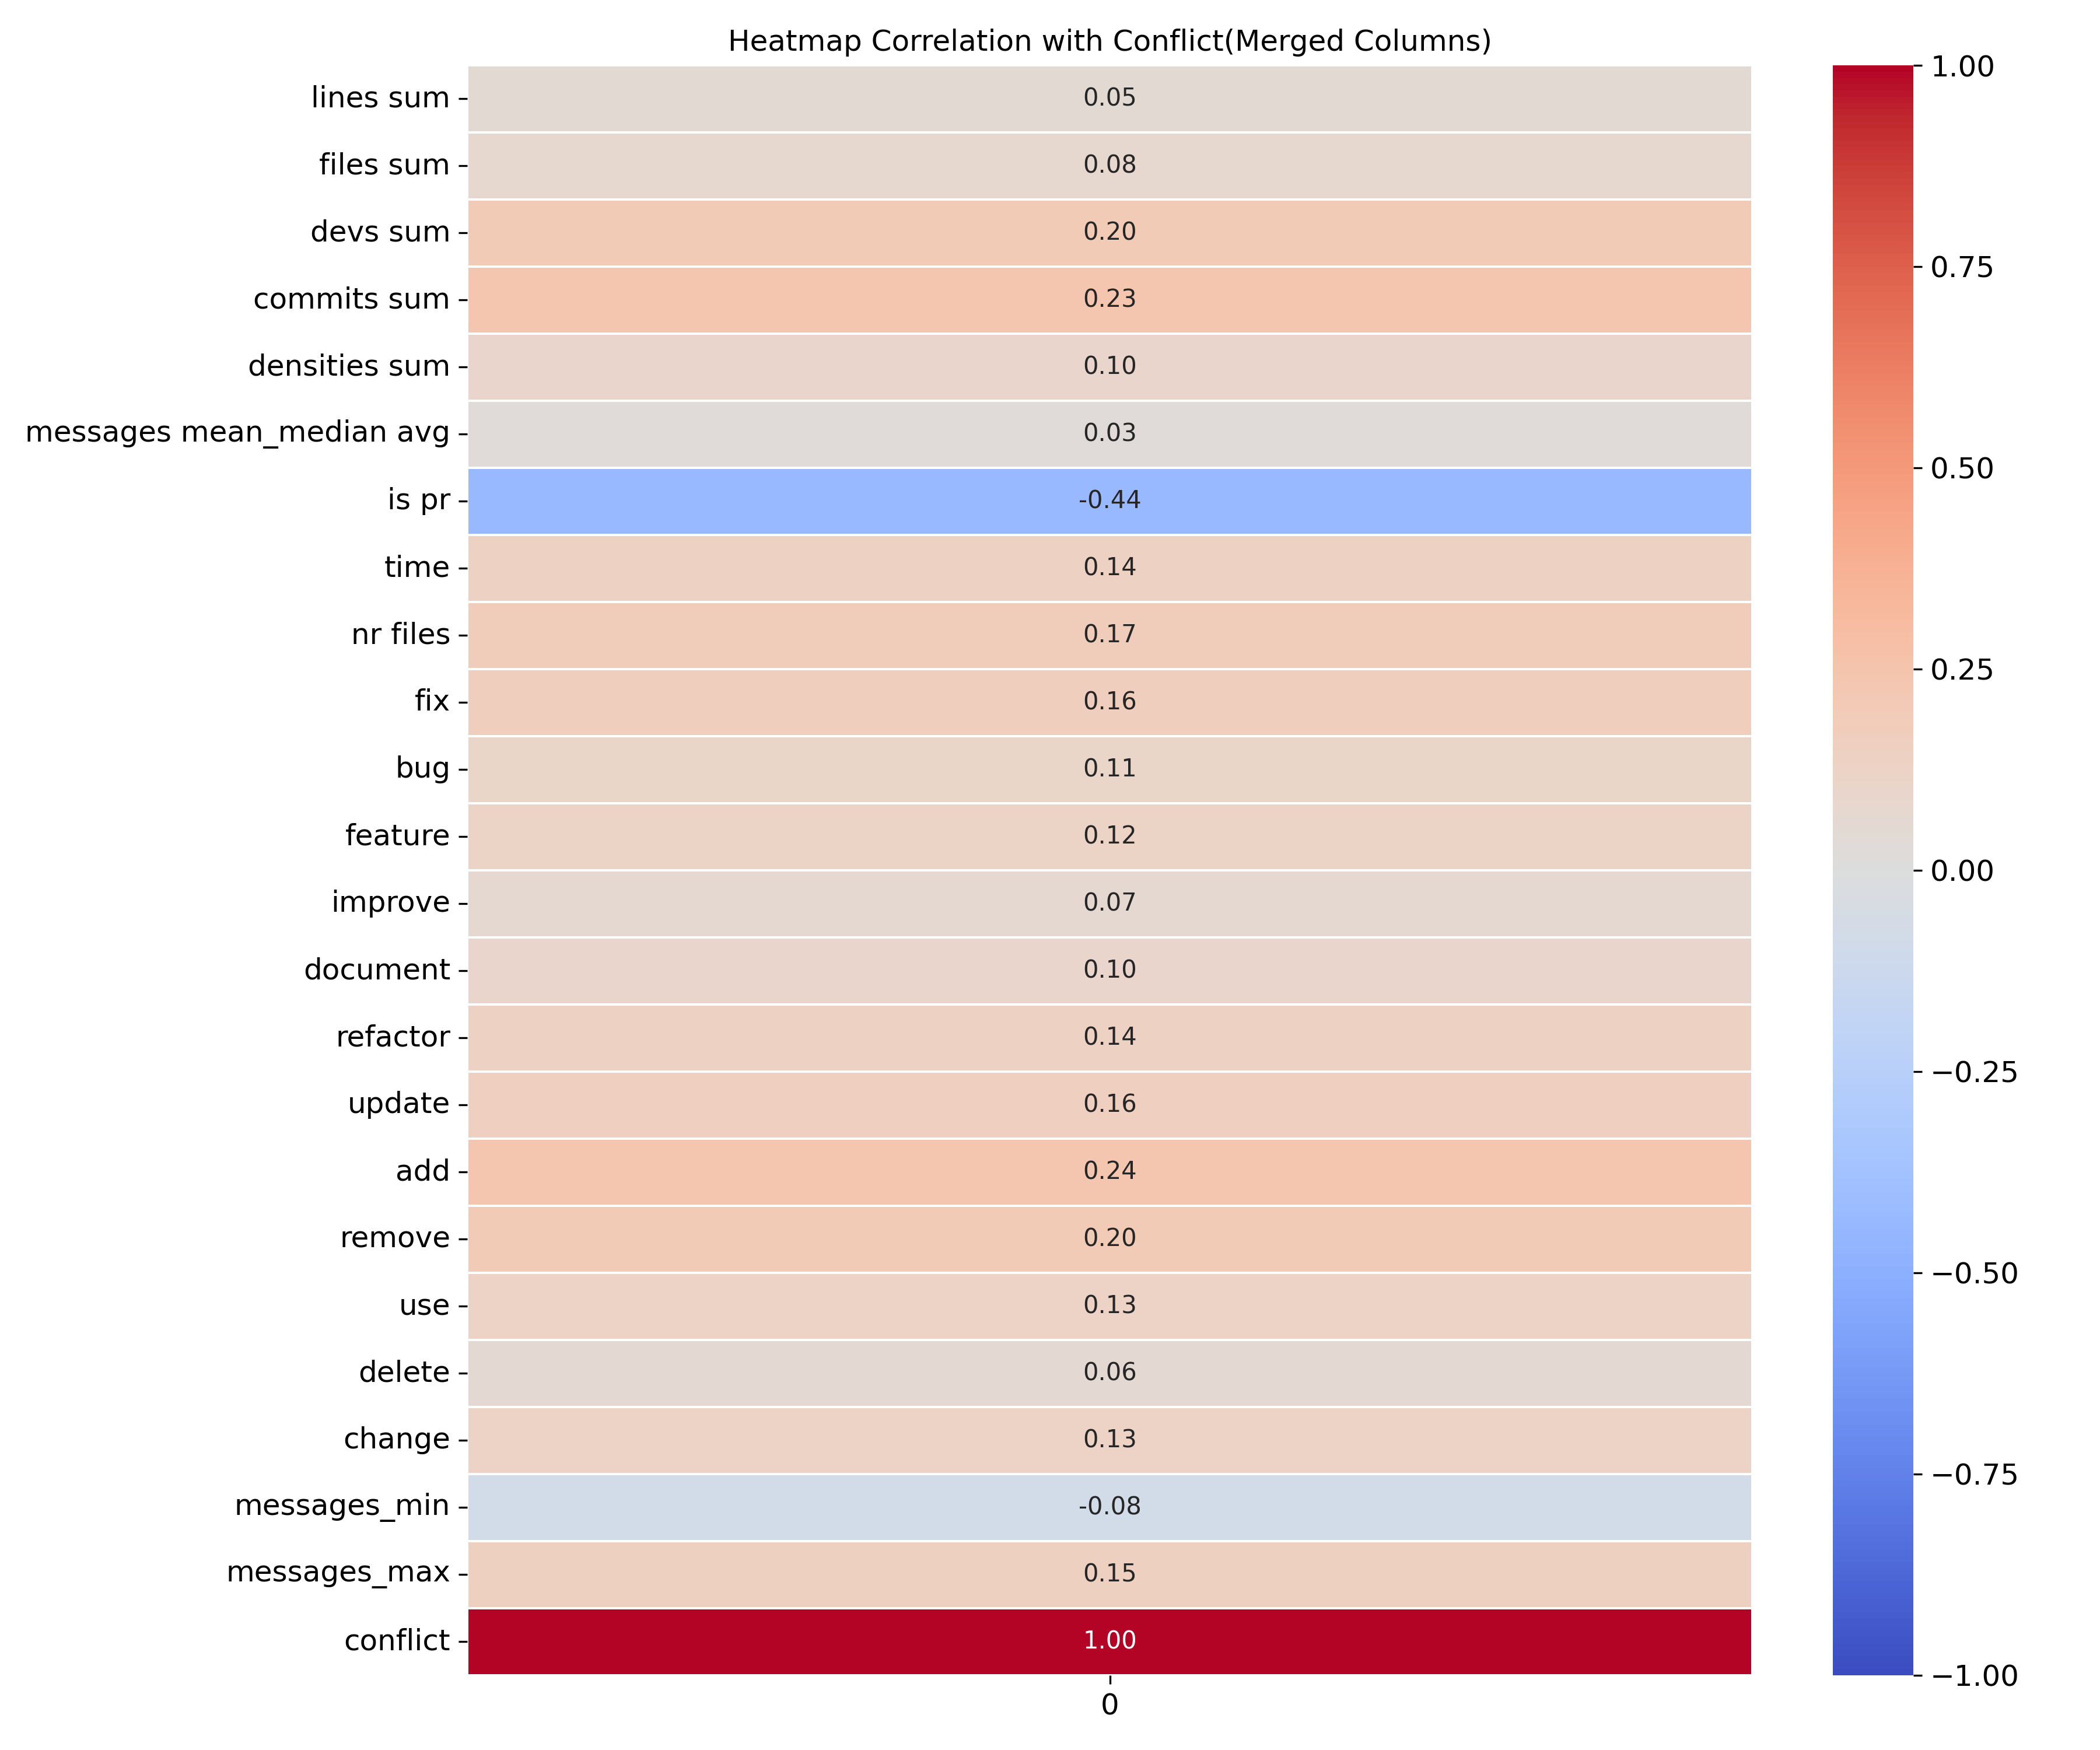 Heatmap Correlation with Conflict(Merged Columns)
lines sum 0.05
files sum 0.08
devs sum 0.20
commits sum 0.23
densities sum 0.10
messages mean_median avg 0.03
is pr -0.44
time 0.14
nr files 0.17
fix 0.16
bug 0.11
feature 0.12
improve 0.07
document 0.10
refactor 0.14
update 0.16
add 0.24
remove 0.20
use 0.13
delete 0.06
change 0.13
messages_min -0.08
messages_max 0.15
conflict 1.00
0
1.00
0.75
0.50
0.25
0.00
−0.25
−0.50
−0.75
−1.00